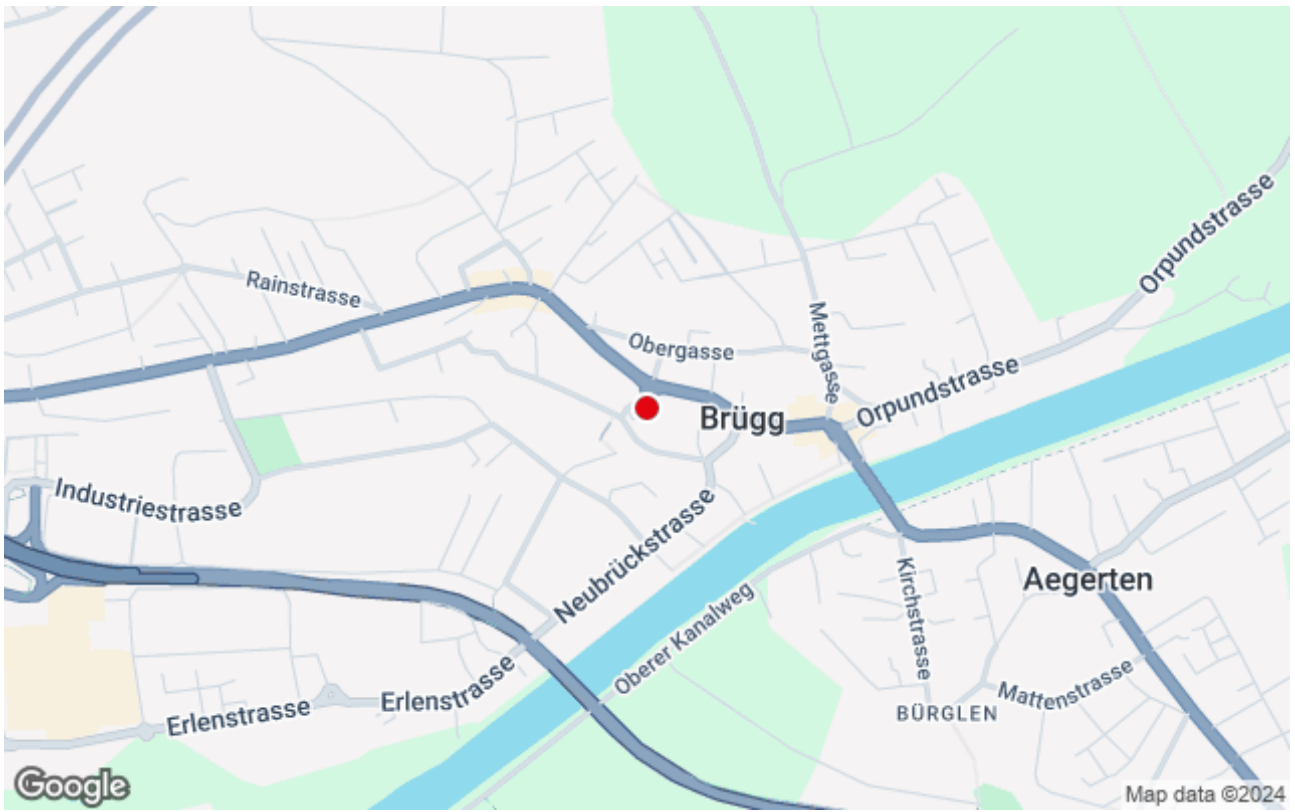 Orpundstrasse
Rainstrasse
Mettgasse
Obergasse
Orpundstrasse
Brügg
Industriestrasse
Neubrückstrasse
Kirchstrasse
Aegerten
Oberer Kanalweg
Mattenstrasse
Erlenstrasse
Erlenstrasse
BÜRGLEN
Google
Map data ©2024